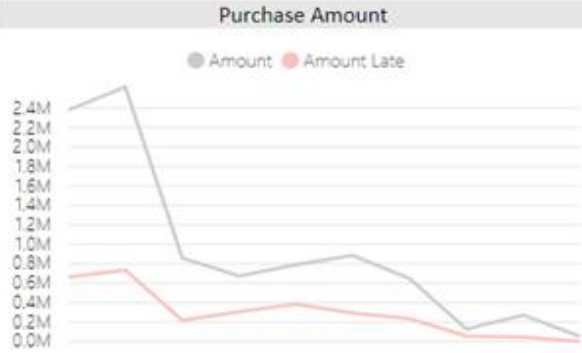 Purchase Amount
Amount Amount Late
2.4M
2.2M
2.0M
1.8M
1.6M
1.4M
1.2M
1.0M
0.8M
0.6M
0.4M
0.2M
0.0M